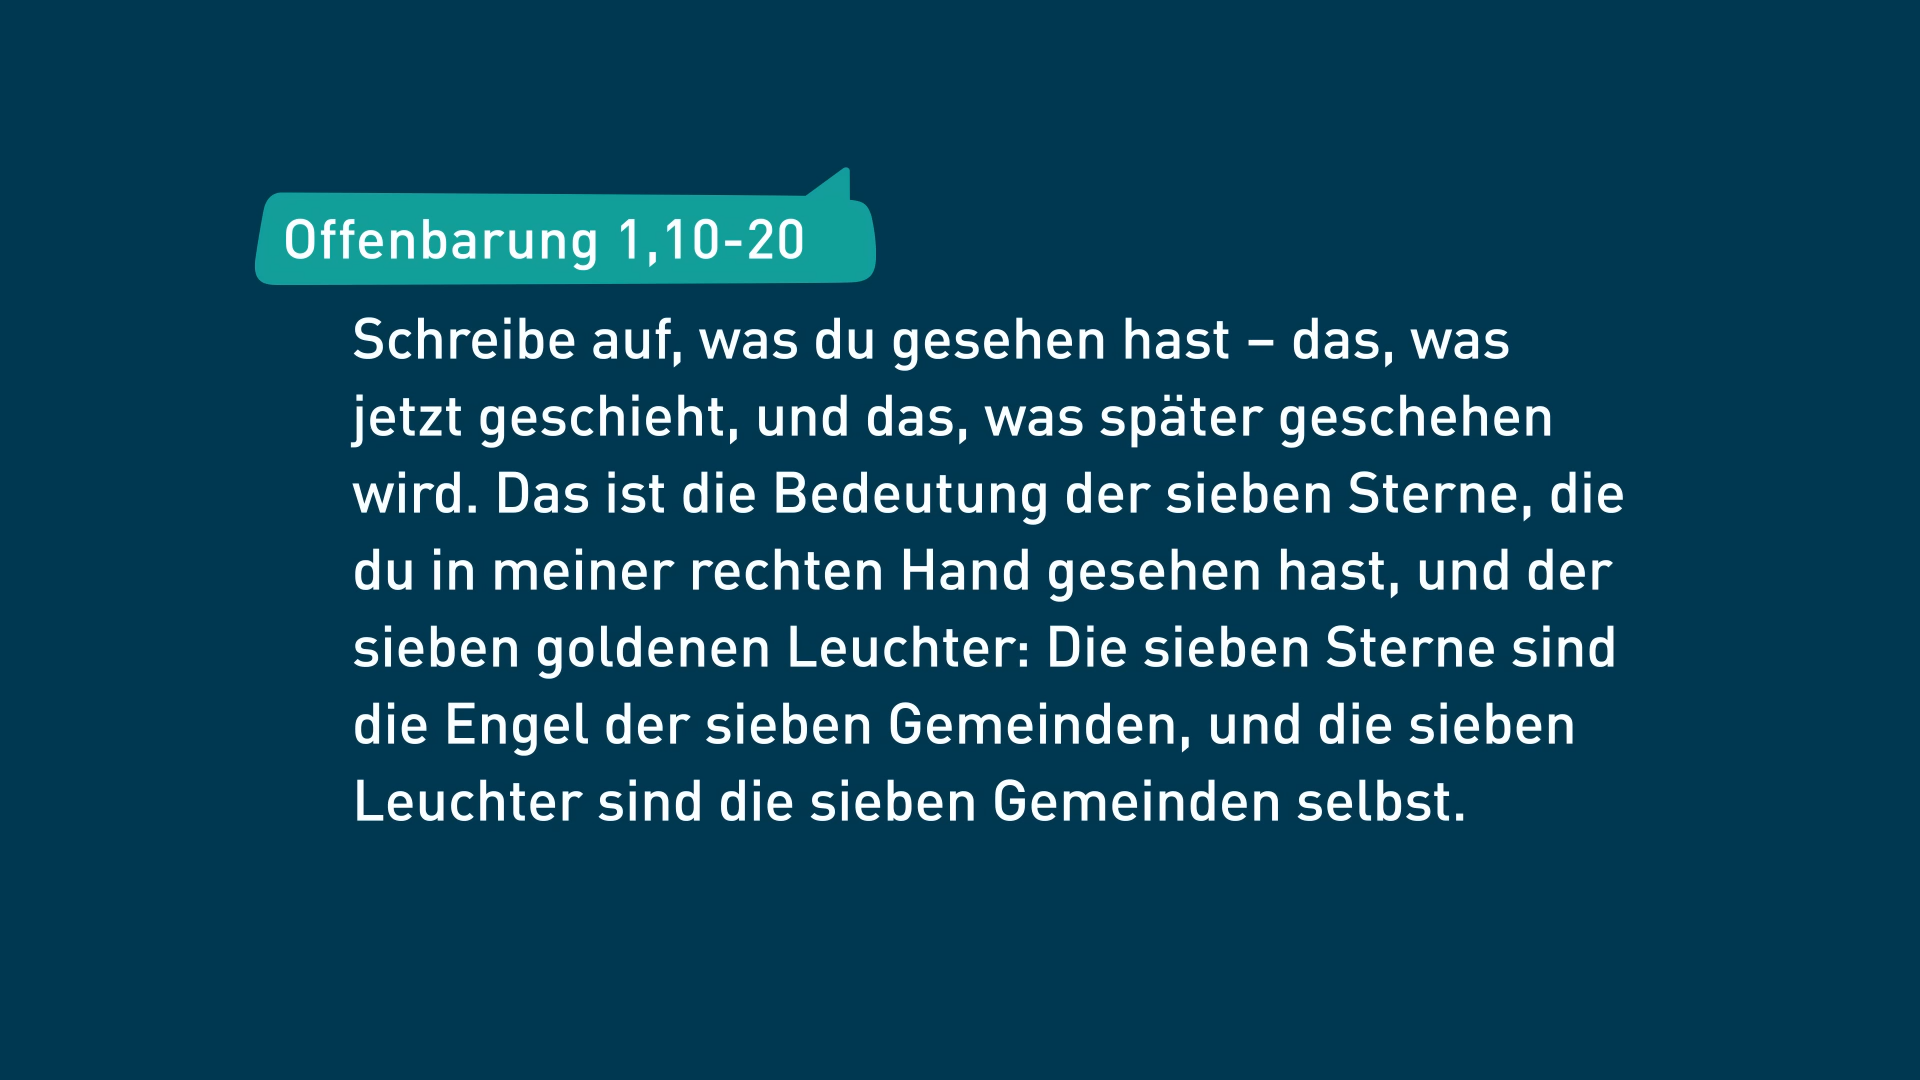 Offenbarung 1,10-20
Schreibe auf, was du gesehen hast – das, was
jetzt geschieht, und das, was später geschehen
wird. Das ist die Bedeutung der sieben Sterne, die
du in meiner rechten Hand gesehen hast, und der
sieben goldenen Leuchter: Die sieben Sterne sind
die Engel der sieben Gemeinden, und die sieben
Leuchter sind die sieben Gemeinden selbst.